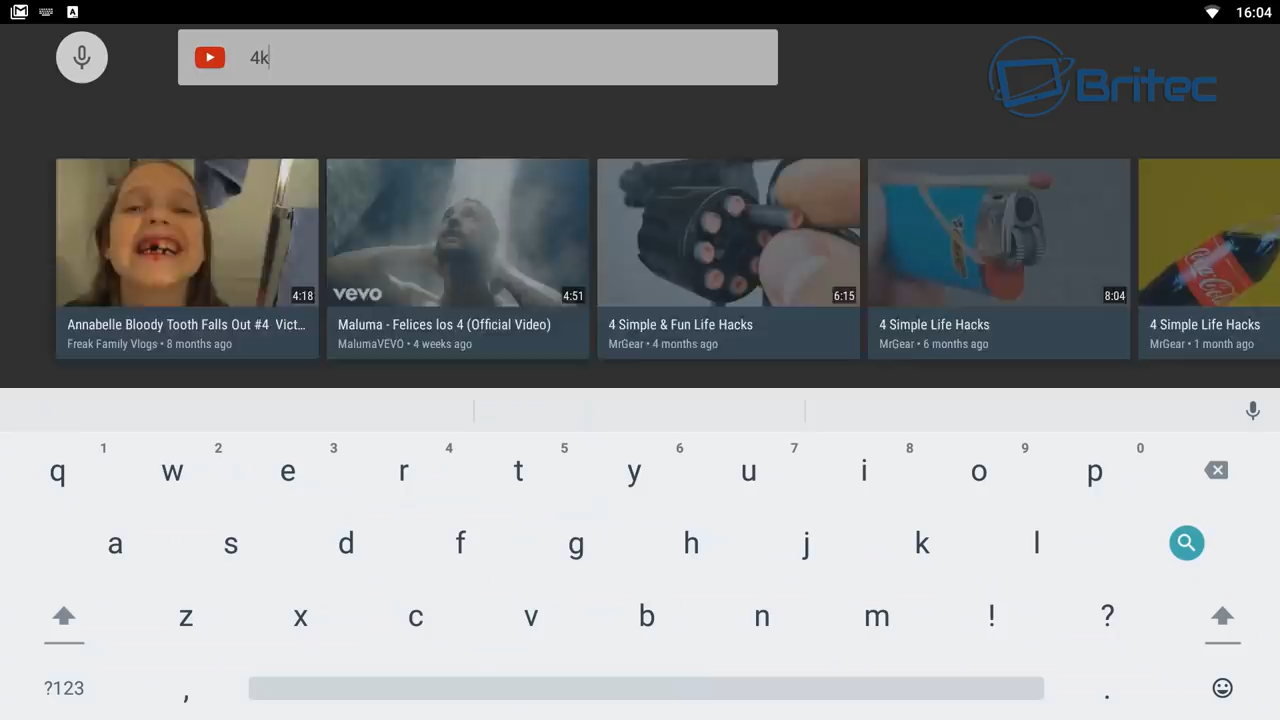 16:04
4k
Britec
4:18
vevo
4:51
6:15
8:04
Coca-Cola
Annabelle Bloody Tooth Falls Out #4 Vict...
Freak Family Vlogs • 8 months ago
Maluma - Felices los 4 (Official Video)
MalumaVEVO • 4 weeks ago
4 Simple & Fun Life Hacks
MrGear • 4 months ago
4 Simple Life Hacks
MrGear • 6 months ago
4 Simple Life Hacks
MrGear • 1 month ago
1 2 3 4 5 6 7 8 9 0
q w e r t y u i o p
a s d f g h j k l
z x c v b n m ! ?
?123 , .